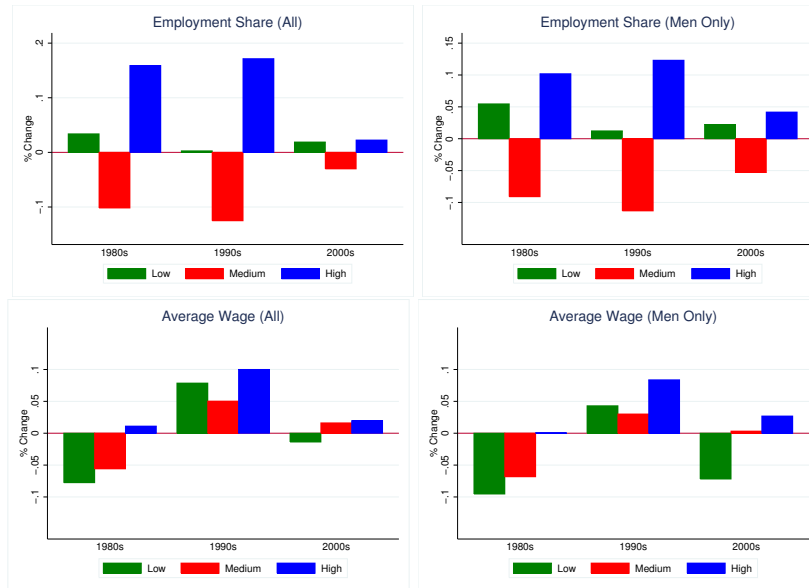 Employment Share (All)
% Change
.2
.1
0
-.1
1980s 1990s 2000s
Low Medium High
Employment Share (Men Only)
% Change
.15
.1
.05
0
-.05
-.1
1980s 1990s 2000s
Low Medium High
Average Wage (All)
% Change
.1
.05
0
-.05
-.1
1980s 1990s 2000s
Low Medium High
Average Wage (Men Only)
% Change
.1
.05
0
-.05
-.1
1980s 1990s 2000s
Low Medium High